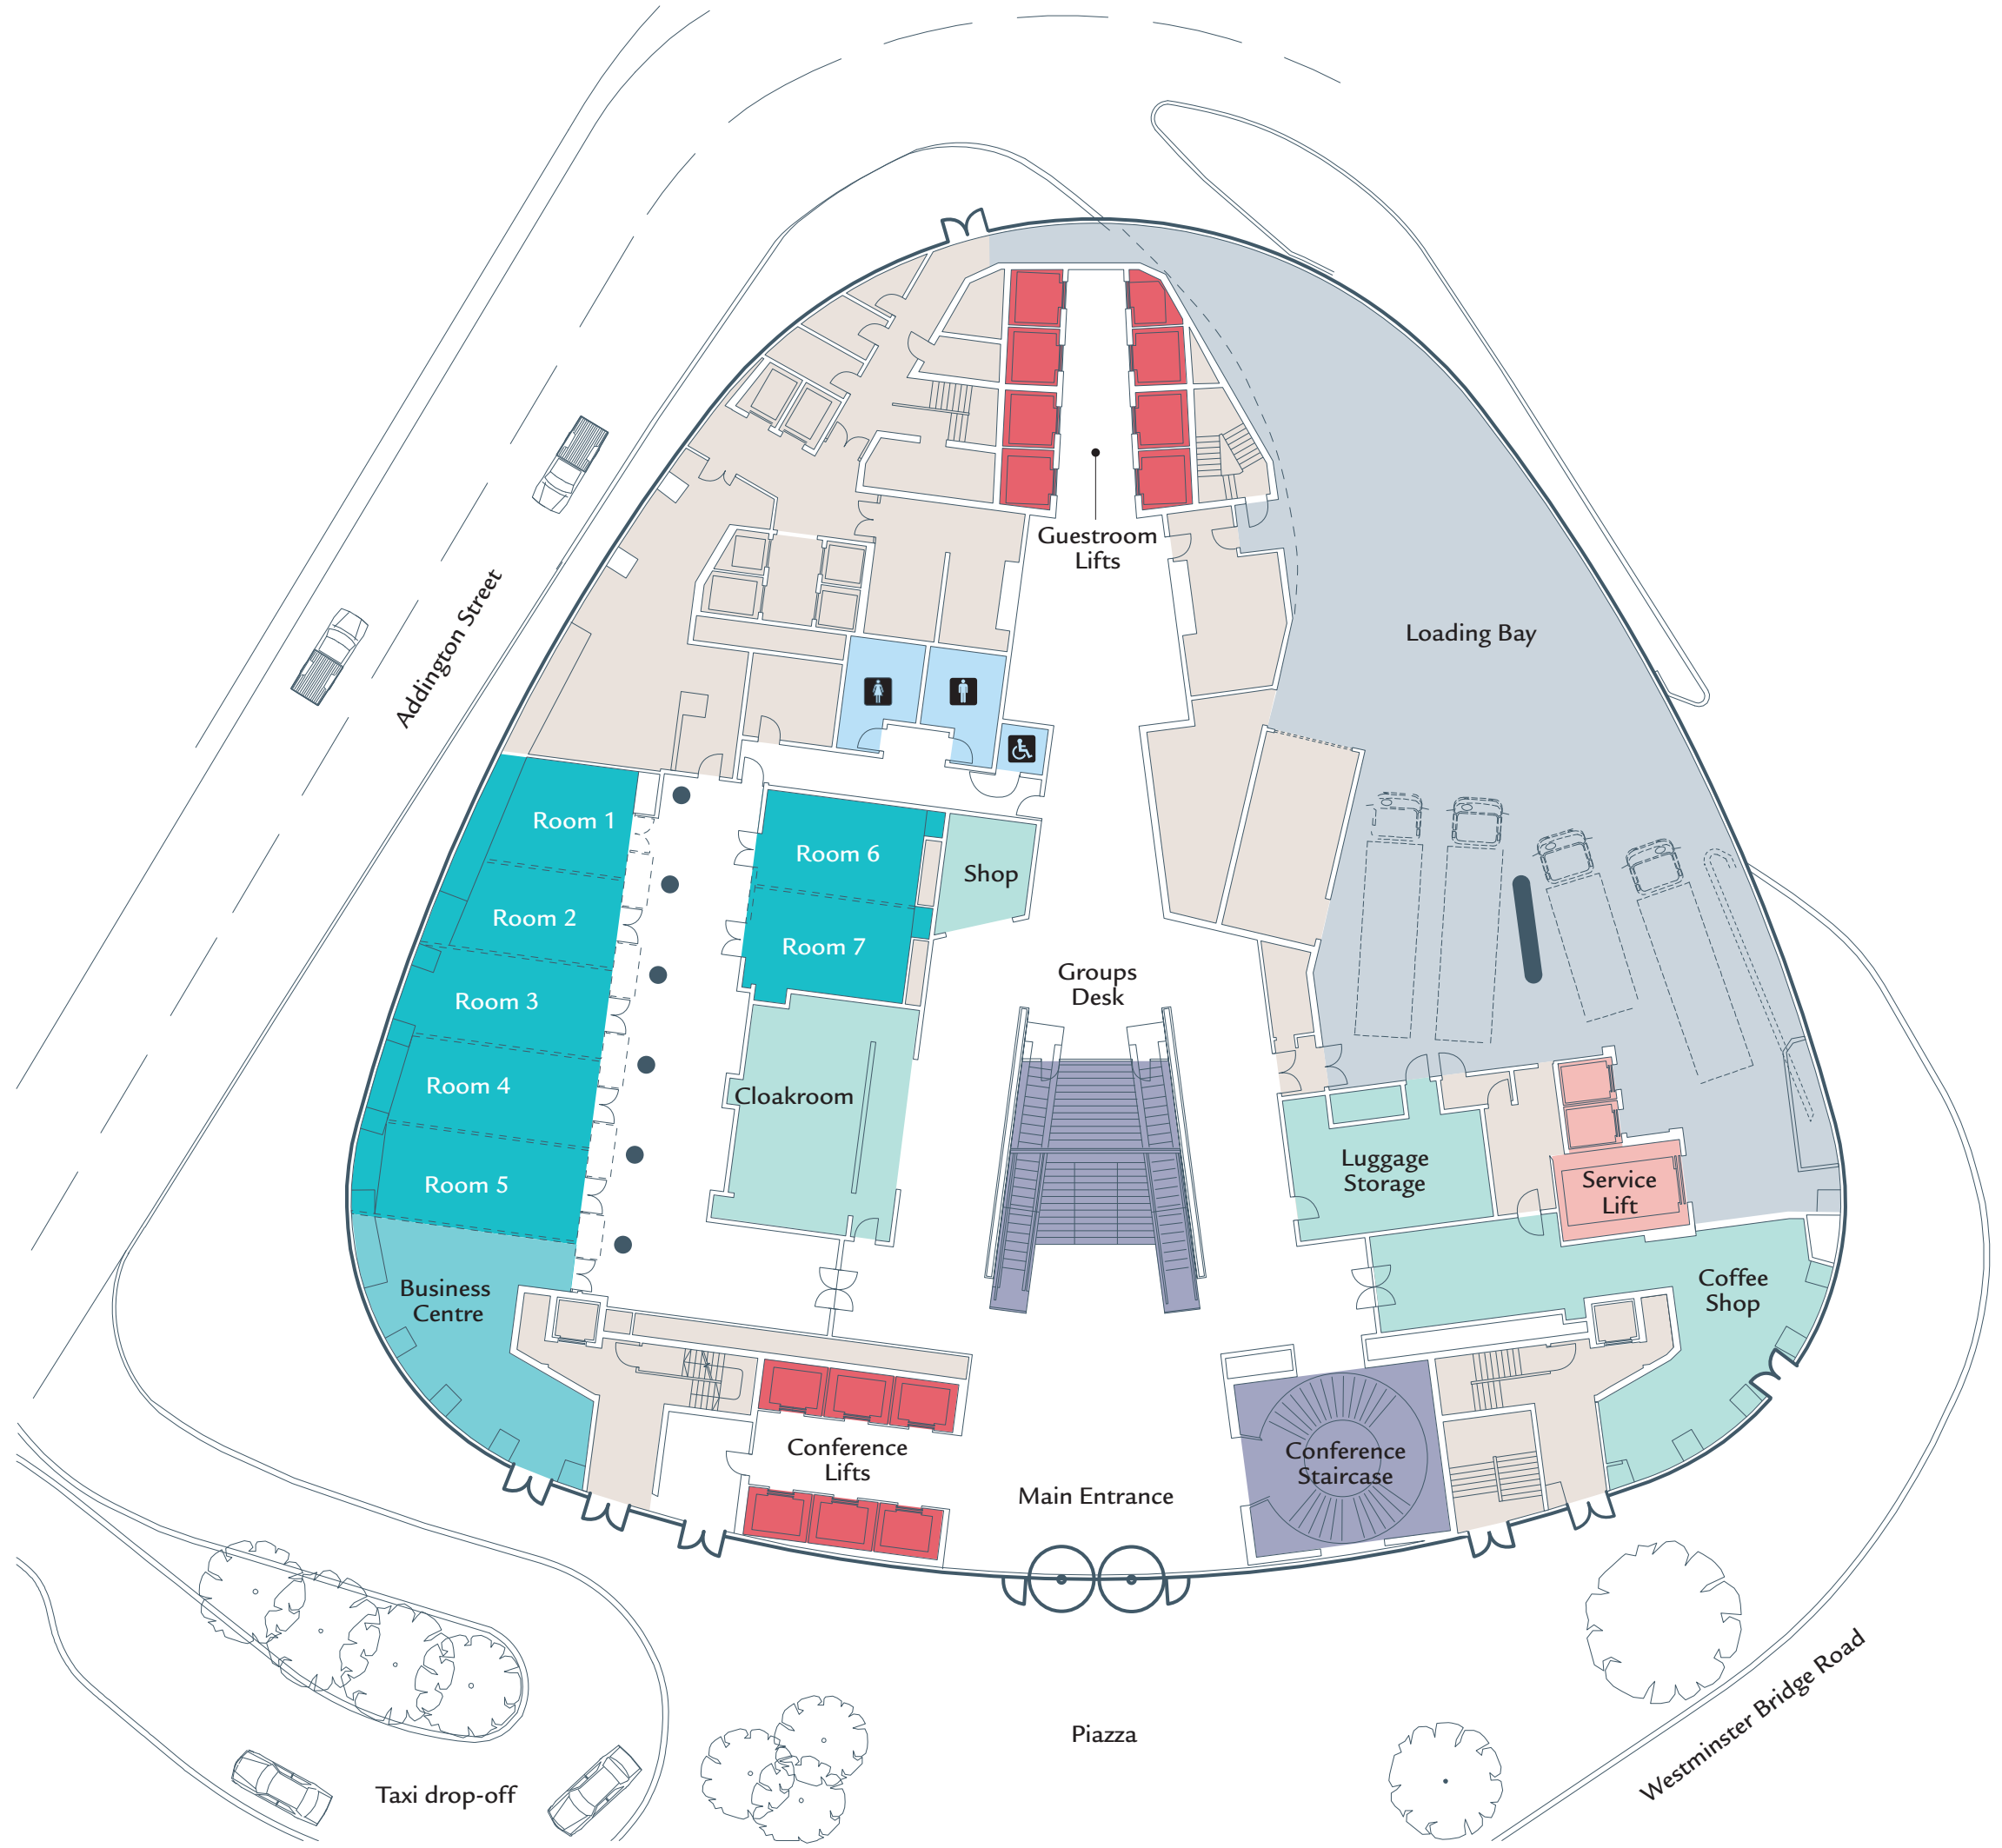 Guestroom
Lifts
Addington Street
Loading Bay
Room 1
Room 6
Shop
Room 2
Room 7
Groups
Desk
Room 3
Room 4
Cloakroom
Luggage
Storage
Room 5
Service
Lift
Business
Centre
Coffee
Shop
Conference
Lifts
Conference
Staircase
Main Entrance
Westminster Bridge Road
Piazza
Taxi drop-off